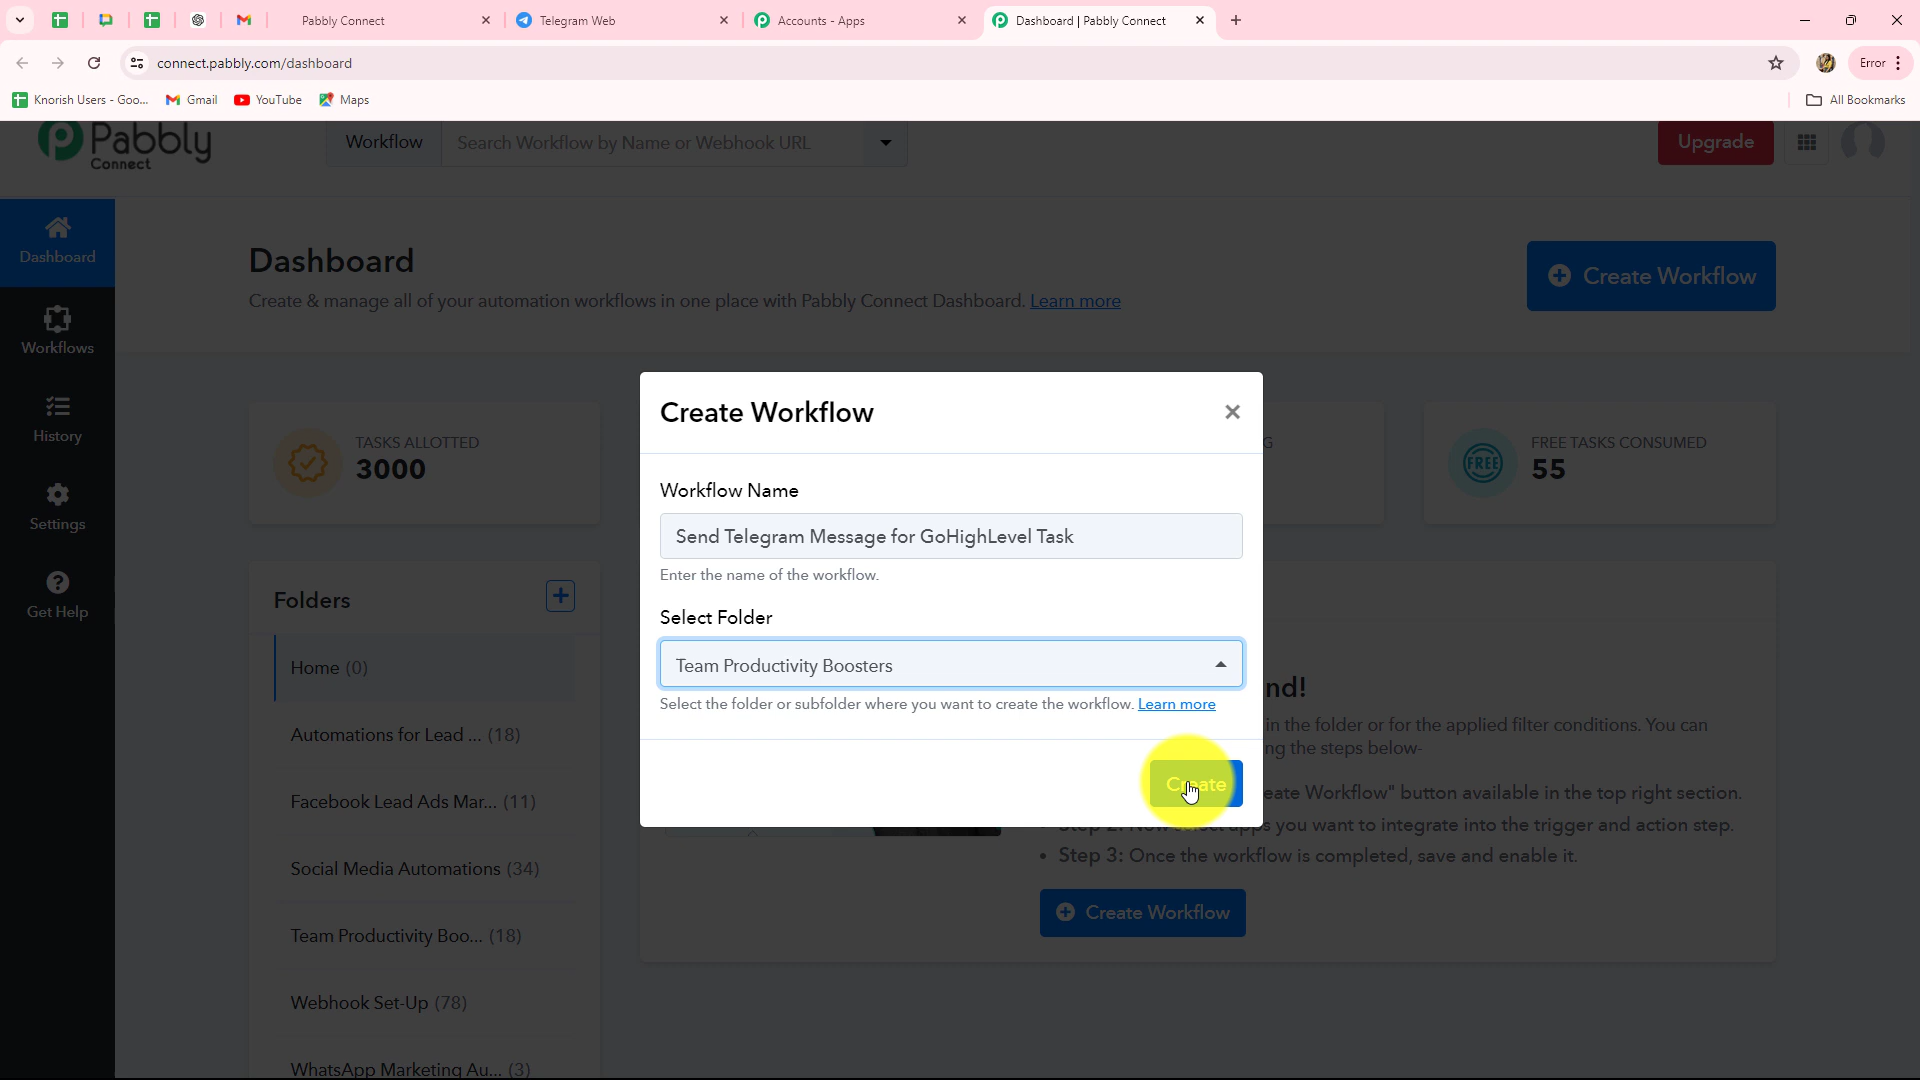 Pabbly Connect
Telegram Web
Accounts - Apps
Dashboard | Pabbly Connect
connect.pabbly.com/dashboard
Error
Knorish Users - Goo...
Gmail
YouTube
Maps
All Bookmarks
Pabbly
Connect
Workflow
Search Workflow by Name or Webhook URL
Upgrade
Dashboard
Workflows
History
Settings
Get Help
Dashboard
Create & manage all of your automation workflows in one place with Pabbly Connect Dashboard. Learn more
Create Workflow
TASKS ALLOTTED
3000
G
FREE
FREE TASKS CONSUMED
55
Folders
Home (0)
Automations for Lead ... (18)
Facebook Lead Ads Mar... (11)
Social Media Automations (34)
Team Productivity Boo... (18)
Webhook Set-Up (78)
WhatsApp Marketing Au... (3)
Create Workflow
Workflow Name
Send Telegram Message for GoHighLevel Task
Enter the name of the workflow.
Select Folder
Team Productivity Boosters
Select the folder or subfolder where you want to create the workflow. Learn more
Create
nd!
in the folder or for the applied filter conditions. You can
ng the steps below-
eate Workflow" button available in the top right section.
you want to integrate into the trigger and action step.
Step 3: Once the workflow is completed, save and enable it.
Create Workflow